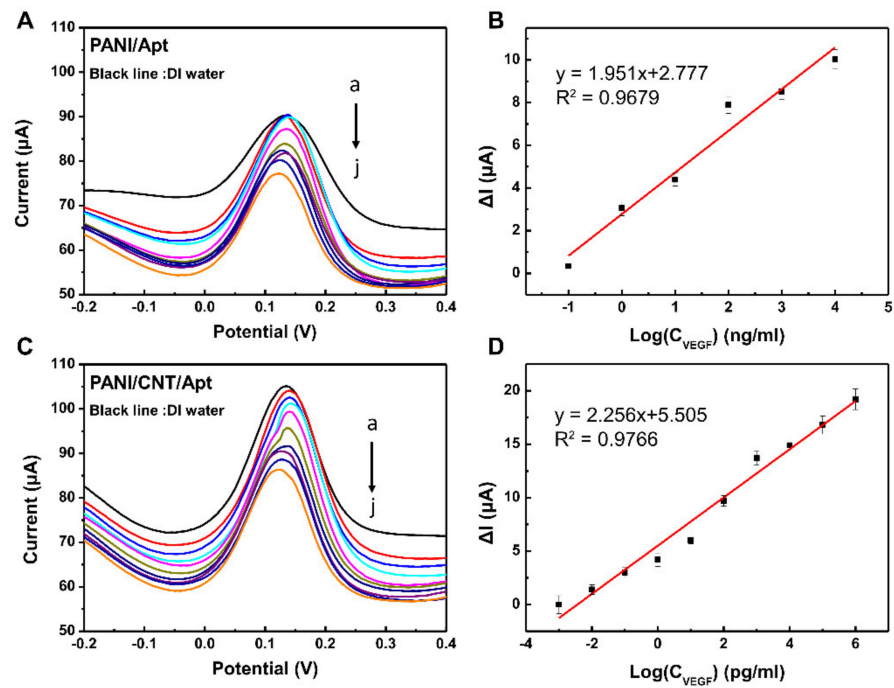 A
PANI/Apt
Black line :DI water
a
j
110
100
90
80
70
60
50
-0.2
-0.1
0.0
0.1
0.2
0.3
0.4
Current (µA)
Potential (V)
B
y = 1.951x+2.777
R² = 0.9679
10
8
6
4
2
0
-1
0
1
2
3
4
5
ΔI (µA)
Log(C_VEGF) (ng/ml)
C
PANI/CNT/Apt
Black line :DI water
a
j
110
100
90
80
70
60
50
-0.2
-0.1
0.0
0.1
0.2
0.3
0.4
Current (µA)
Potential (V)
D
y = 2.256x+5.505
R² = 0.9766
20
15
10
5
0
-4
-2
0
2
4
6
ΔI (µA)
Log(C_VEGF) (pg/ml)